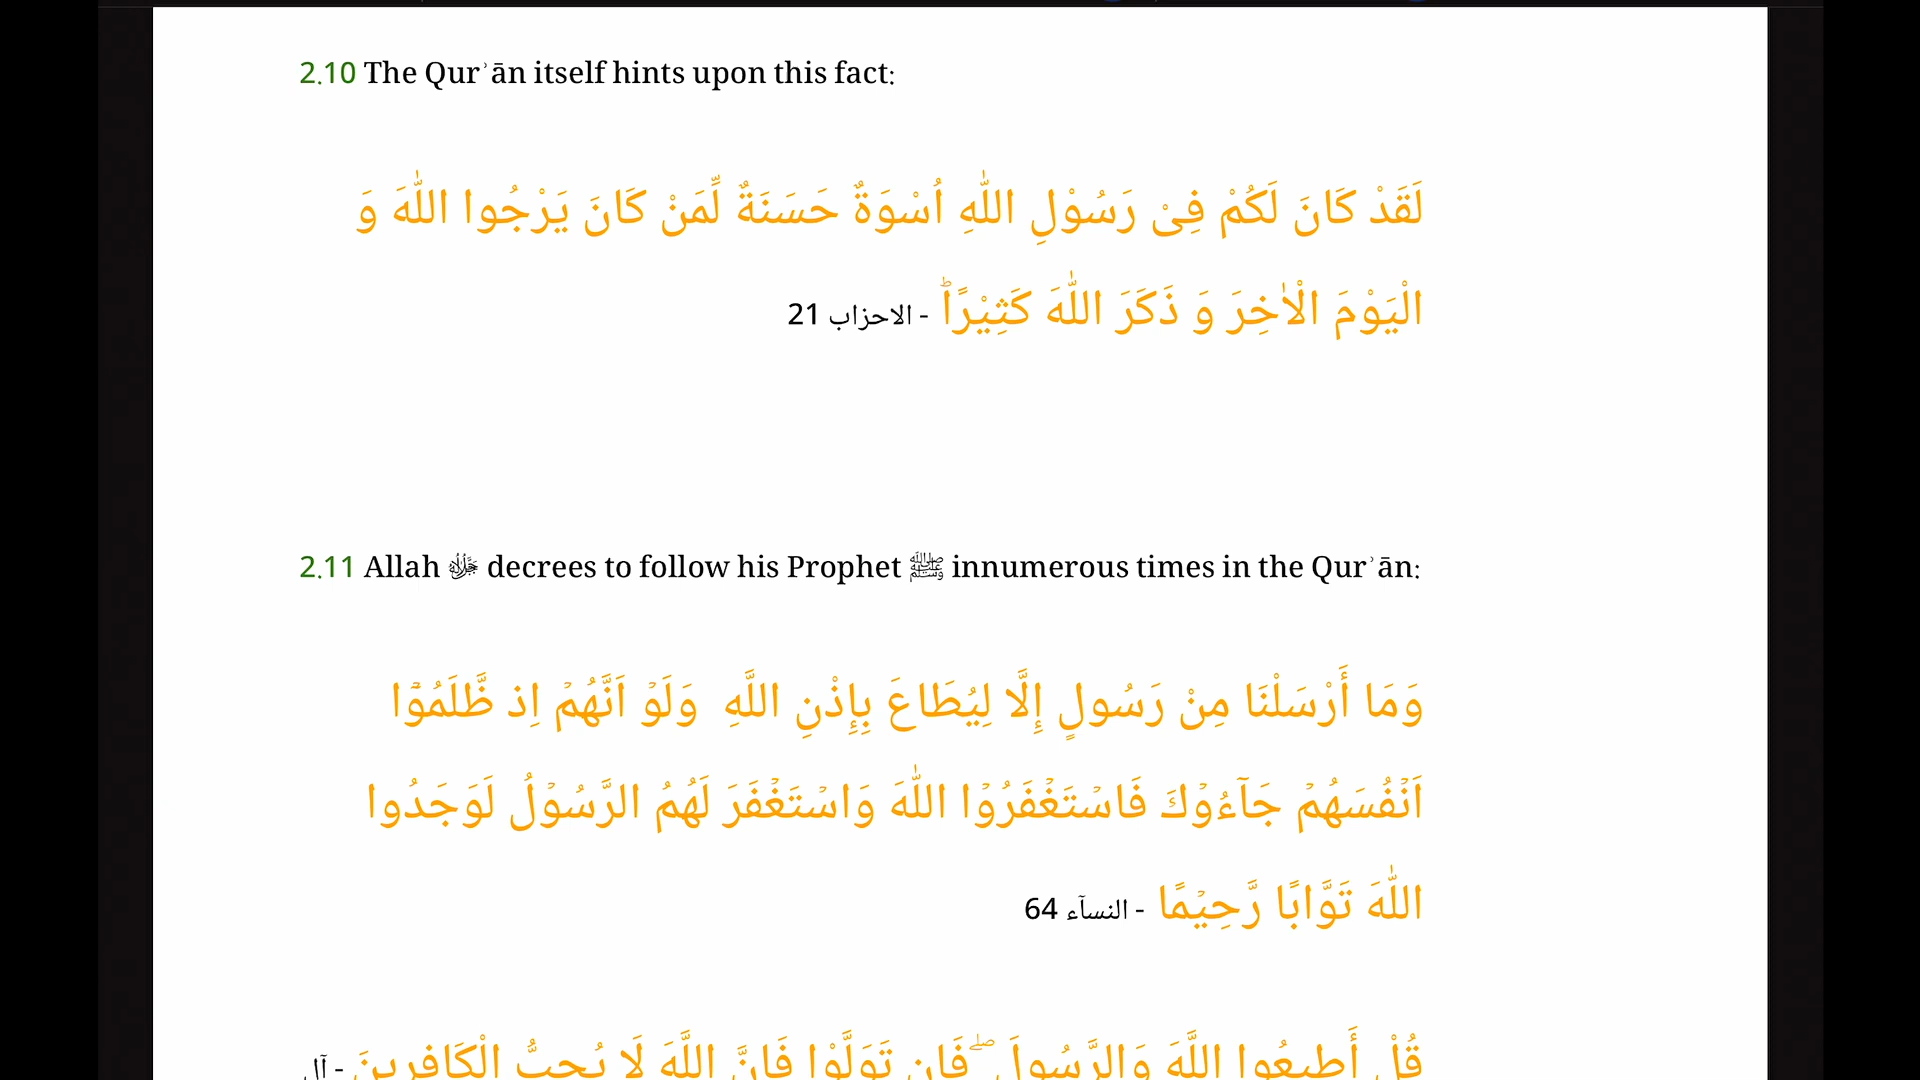 2.10 The Qurʾān itself hints upon this fact:
لَقَدْ كَانَ لَكُمْ فِیْ رَسُوْلِ اللّٰهِ اُسْوَةٌ حَسَنَةٌ لِّمَنْ كَانَ یَرْجُوا اللّٰهَ وَ
الْیَوْمَ الْاٰخِرَ وَ ذَكَرَ اللّٰهَ كَثِیْرًاؕ - الاحزاب 21
2.11 Allah ﷻ decrees to follow his Prophet ﷺ innumerous times in the Qurʾān:
وَمَا أَرْسَلْنَا مِنْ رَسُولٍ إِلَّا لِيُطَاعَ بِإِذْنِ اللَّهِ وَلَوۡ اَنَّهُمۡ اِذ ظَّلَمُوۡۤا
اَنۡفُسَهُمۡ جَآءُوۡكَ فَاسۡتَغۡفَرُوۡا اللّٰهَ وَاسۡتَغۡفَرَ لَهُمُ الرَّسُوۡلُ لَوَجَدُوا
اللّٰهَ تَوَّابًا رَّحِيۡمًا - النسآء 64
قُلْ أَطِيعُوا اللَّهَ وَالرَّسُولَ ۖ فَإِن تَوَلَّوْا فَإِنَّ اللَّهَ لَا يُحِبُّ الْكَافِرِينَ - آل